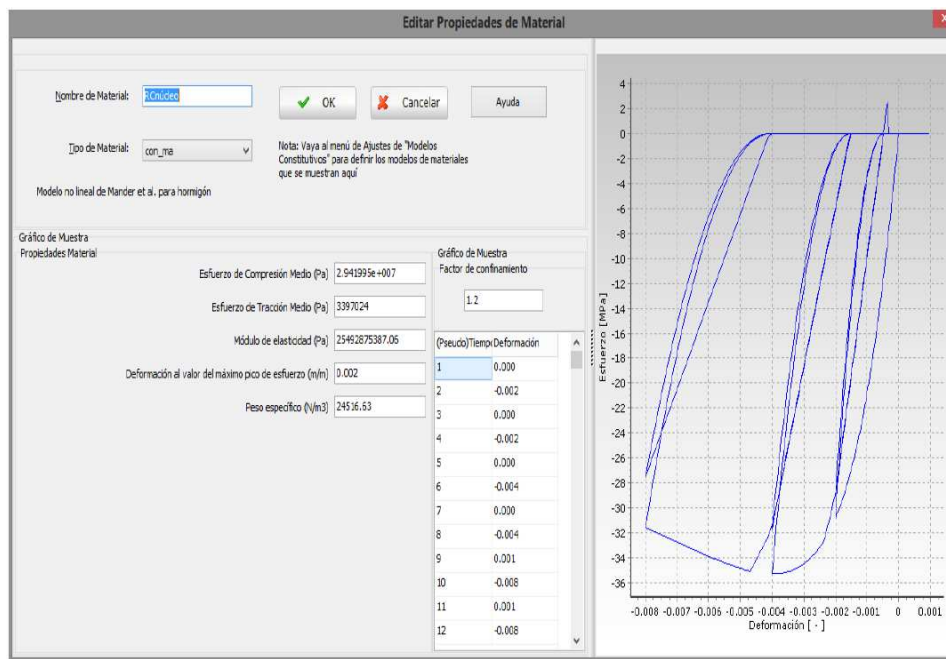 Editar Propiedades de Material
Nombre de Material: RCnúcleo
OK
Cancelar
Ayuda
Tipo de Material: con_ma
Nota: Vaya al menú de Ajustes de "Modelos
Constitutivos" para definir los modelos de materiales
que se muestran aquí
Modelo no lineal de Mander et al. para hormigón
Gráfico de Muestra
Propiedades Material
Esfuerzo de Compresión Medio (Pa) 2.941995e+007
Esfuerzo de Tracción Medio (Pa) 3397024
Módulo de elasticidad (Pa) 25492875387.06
Deformación al valor del máximo pico de esfuerzo (m/m) 0.002
Peso específico (N/m3) 24516.63
Gráfico de Muestra
Factor de confinamiento
1.2
(Pseudo)Tiempo Deformación
1 0.000
2 -0.002
3 0.000
4 -0.002
5 0.000
6 -0.004
7 0.000
8 -0.004
9 0.001
10 -0.008
11 0.001
12 -0.008
Esfuerzo [MPa]
4
2
0
-2
-4
-6
-8
-10
-12
-14
-16
-18
-20
-22
-24
-26
-28
-30
-32
-34
-36
-0.008 -0.007 -0.006 -0.005 -0.004 -0.003 -0.002 -0.001 0 0.001
Deformación [ - ]